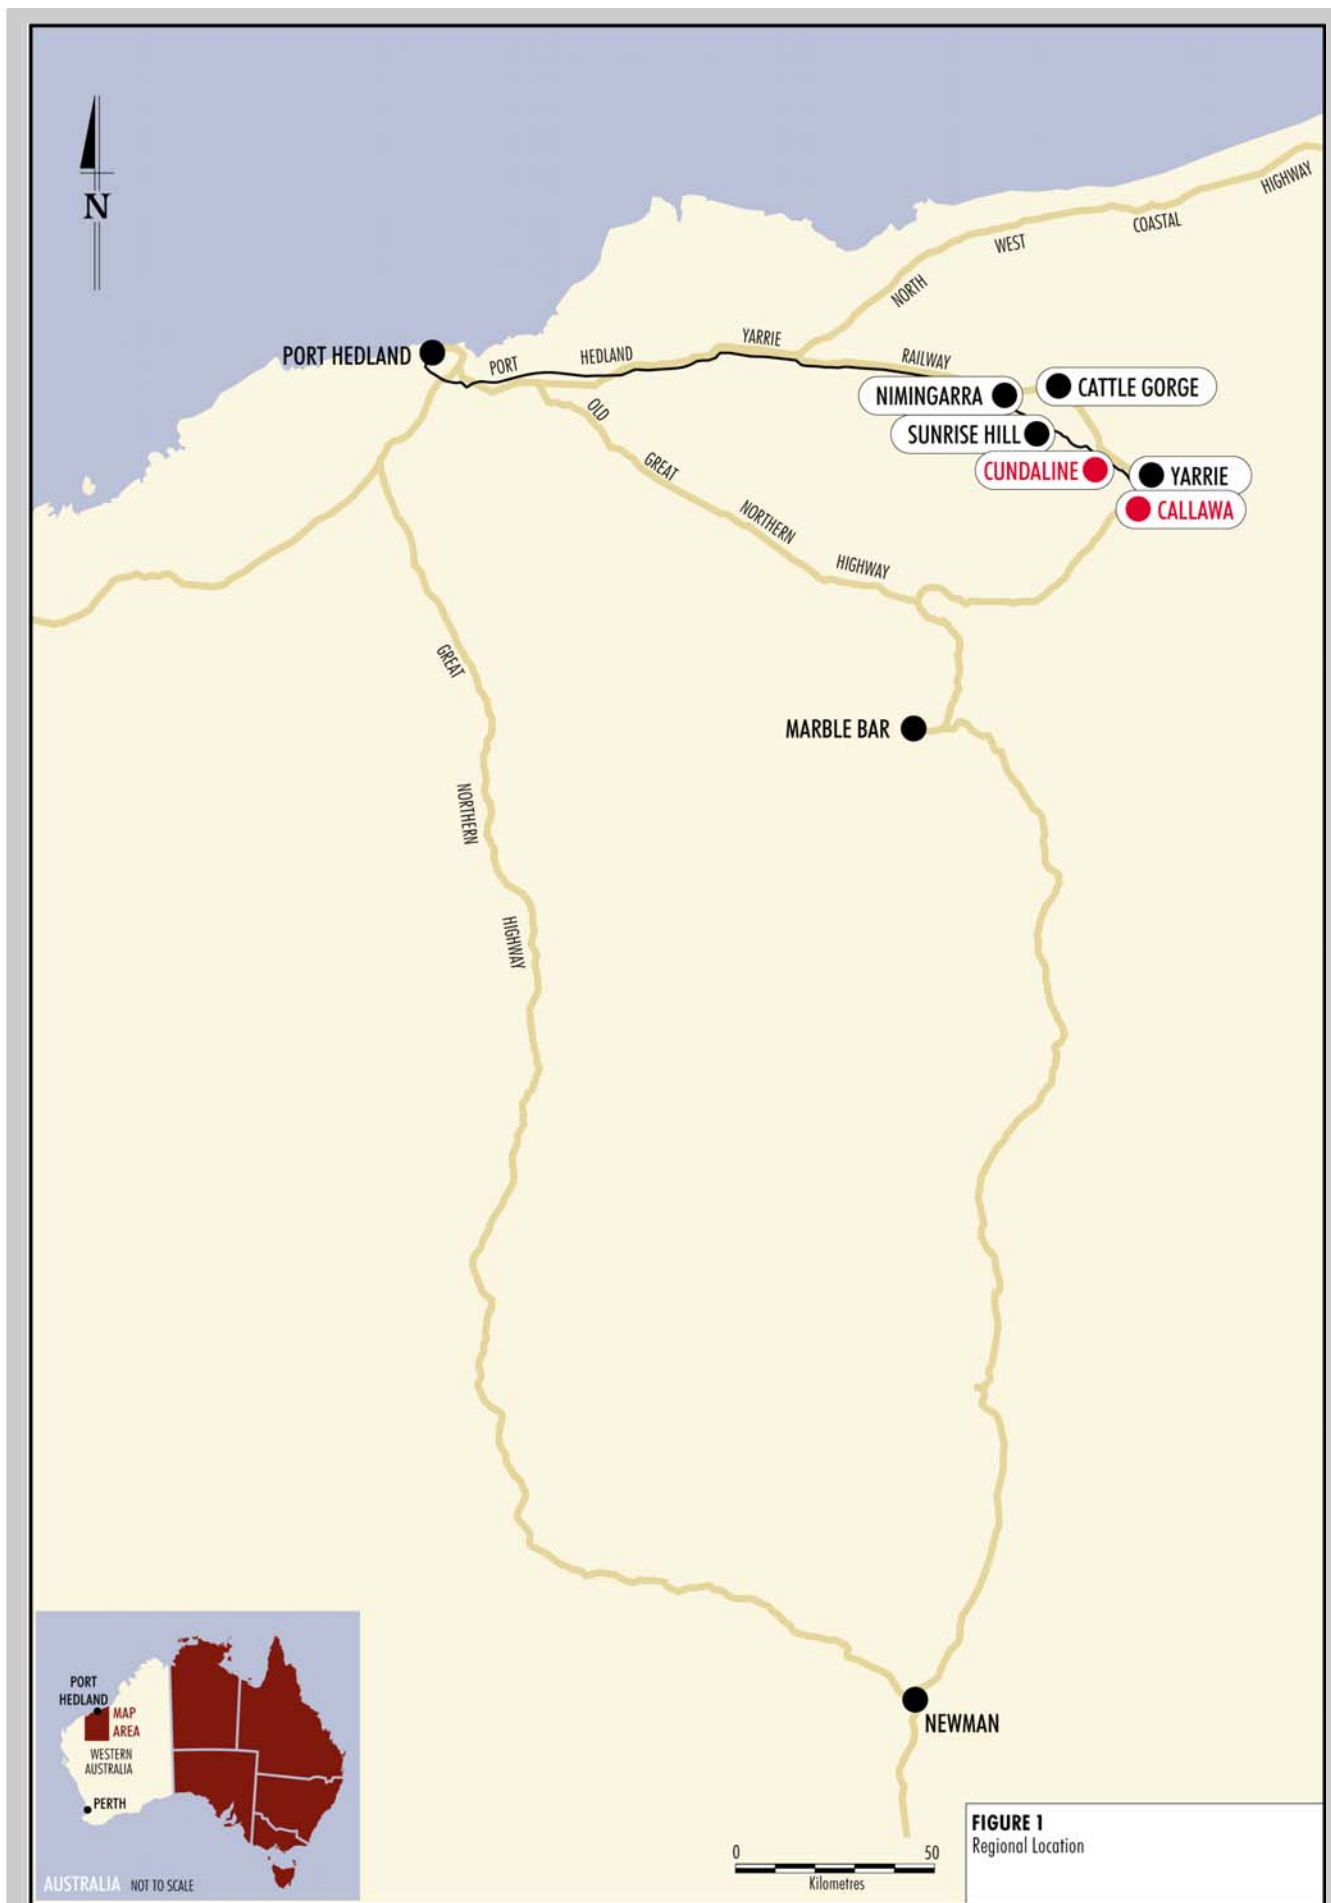 N
HIGHWAY
COASTAL
WEST
NORTH
PORT HEDLAND
PORT
HEDLAND
YARRIE
RAILWAY
NIMINGARRA
CATTLE GORGE
SUNRISE HILL
CUNDALINE
YARRIE
CALLAWA
OLD
GREAT
NORTHERN
HIGHWAY
GREAT
MARBLE BAR
NORTHERN
HIGHWAY
NEWMAN
PORT
HEDLAND
MAP
AREA
WESTERN
AUSTRALIA
PERTH
AUSTRALIA NOT TO SCALE
0 50
Kilometres
FIGURE 1
Regional Location